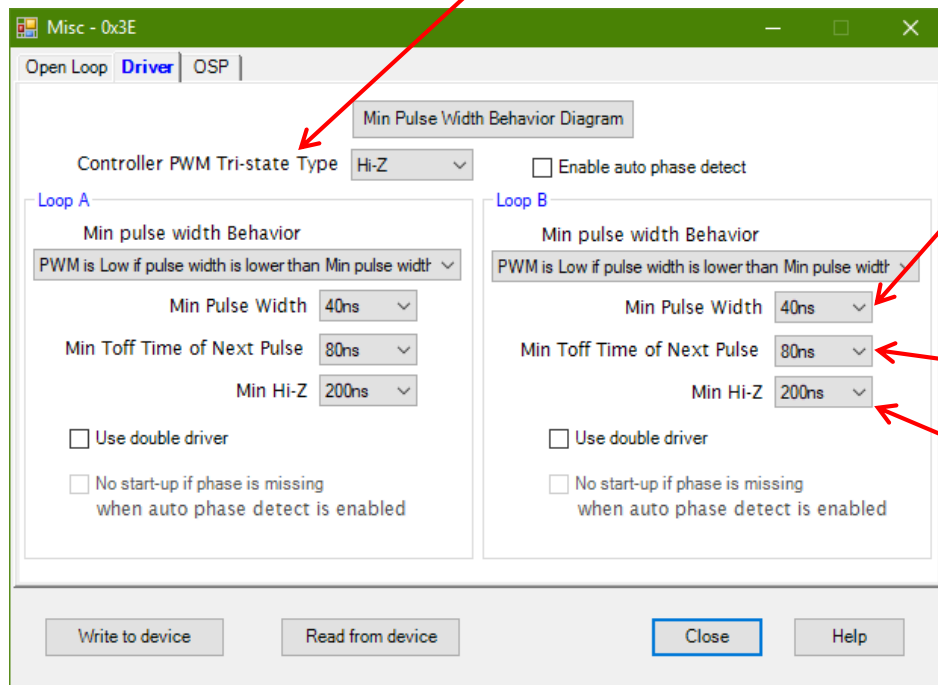 Misc - 0x3E
Open Loop Driver OSP
Min Pulse Width Behavior Diagram
Controller PWM Tri-state Type Hi-Z Enable auto phase detect
Loop A
Min pulse width Behavior
PWM is Low if pulse width is lower than Min pulse width
Min Pulse Width 40ns
Min Toff Time of Next Pulse 80ns
Min Hi-Z 200ns
Use double driver
No start-up if phase is missing
when auto phase detect is enabled
Loop B
Min pulse width Behavior
PWM is Low if pulse width is lower than Min pulse width
Min Pulse Width 40ns
Min Toff Time of Next Pulse 80ns
Min Hi-Z 200ns
Use double driver
No start-up if phase is missing
when auto phase detect is enabled
Write to device Read from device Close Help